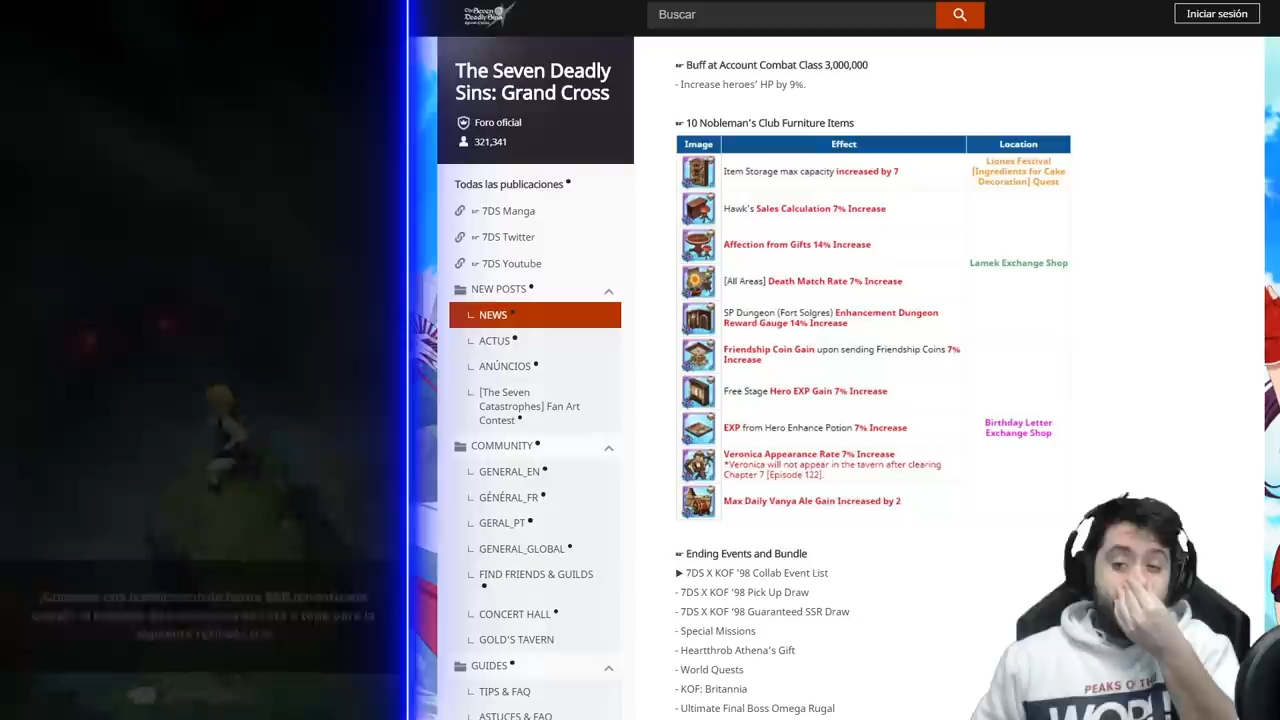 The Seven
Deadly Sins
Buscar
Iniciar sesión
The Seven Deadly
Sins: Grand Cross
Foro oficial
321,341
Todas las publicaciones
7DS Manga
7DS Twitter
7DS Youtube
NEW POSTS
NEWS
ACTUS
ANÚNCIOS
[The Seven
Catastrophes] Fan Art
Contest
COMMUNITY
GENERAL_EN
GÉNÉRAL_FR
GERAL_PT
GENERAL_GLOBAL
FIND FRIENDS & GUILDS
CONCERT HALL
GOLD'S TAVERN
GUIDES
TIPS & FAQ
ASTUCES & FAQ
☞ Buff at Account Combat Class 3,000,000
- Increase heroes' HP by 9%.
☞ 10 Nobleman's Club Furniture Items
Image Effect Location
Item Storage max capacity increased by 7
Liones Festival
[Ingredients for Cake
Decoration] Quest
Hawk's Sales Calculation 7% Increase
Affection from Gifts 14% Increase
Lamek Exchange Shop
[All Areas] Death Match Rate 7% Increase
SP Dungeon (Fort Solgres) Enhancement Dungeon
Reward Gauge 14% Increase
Friendship Coin Gain upon sending Friendship Coins 7%
Increase
Free Stage Hero EXP Gain 7% Increase
EXP from Hero Enhance Potion 7% Increase
Birthday Letter
Exchange Shop
Veronica Appearance Rate 7% Increase
*Veronica will not appear in the tavern after clearing
Chapter 7 [Episode 122].
Max Daily Vanya Ale Gain Increased by 2
☞ Ending Events and Bundle
▶ 7DS X KOF '98 Collab Event List
- 7DS X KOF '98 Pick Up Draw
- 7DS X KOF '98 Guaranteed SSR Draw
- Special Missions
- Heartthrob Athena's Gift
- World Quests
- KOF: Britannia
- Ultimate Final Boss Omega Rugal
PEAKS O' THE
WORL